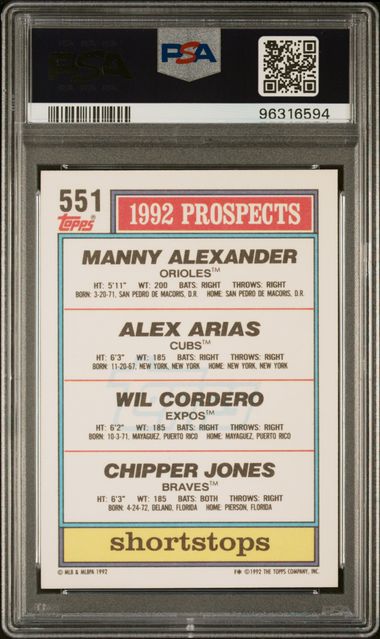 PSA
PSA
96316594
551
Topps®
1992 PROSPECTS
MANNY ALEXANDER
ORIOLES™
HT: 5'11" WT: 200 BATS: RIGHT THROWS: RIGHT
BORN: 3-20-71, SAN PEDRO DE MACORIS, D.R. HOME: SAN PEDRO DE MACORIS, D.R.
ALEX ARIAS
CUBS™
HT: 6'3" WT: 185 BATS: RIGHT THROWS: RIGHT
BORN: 11-20-67, NEW YORK, NEW YORK HOME: NEW YORK, NEW YORK
WIL CORDERO
EXPOS™
HT: 6'2" WT: 185 BATS: RIGHT THROWS: RIGHT
BORN: 10-3-71, MAYAGUEZ, PUERTO RICO HOME: MAYAGUEZ, PUERTO RICO
CHIPPER JONES
BRAVES™
HT: 6'3" WT: 185 BATS: BOTH THROWS: RIGHT
BORN: 4-24-72, DELAND, FLORIDA HOME: PIERSON, FLORIDA
shortstops
© MLB & MLBPA 1992 F✱ ©1992 THE TOPPS COMPANY, INC.